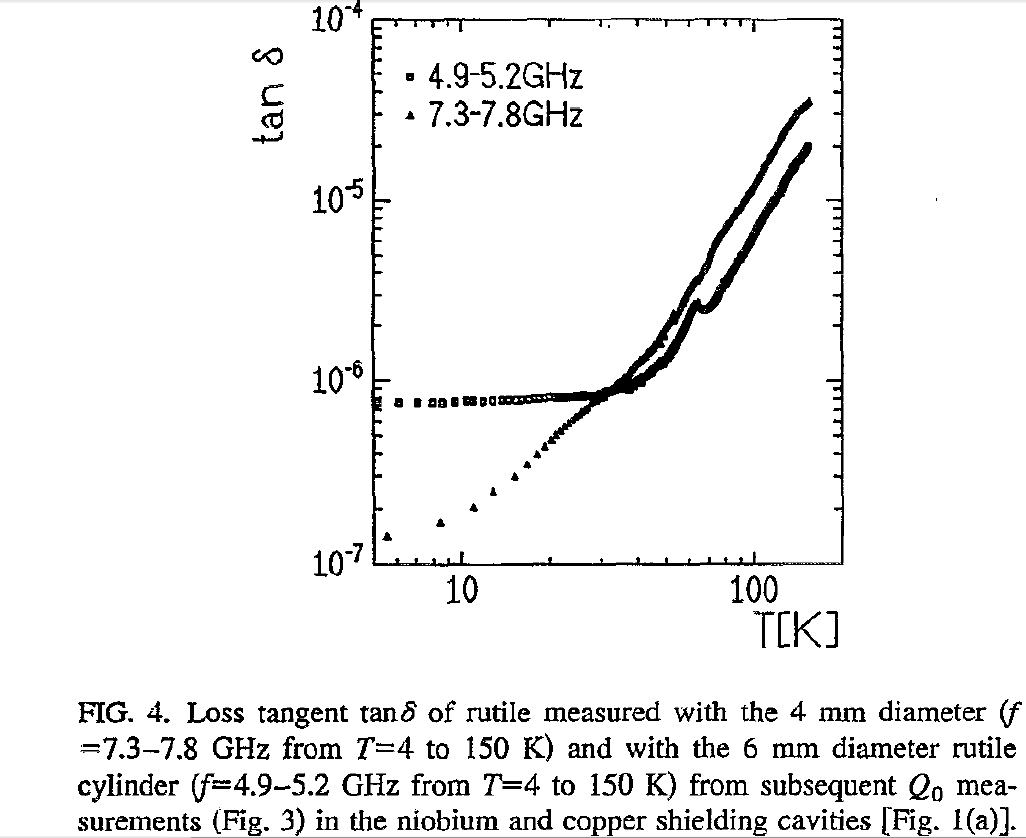 10-4
tan δ
4.9-5.2GHz
7.3-7.8GHz
10-5
10-6
10-7
10
100
T[K]
FIG. 4. Loss tangent tanδ of rutile measured with the 4 mm diameter (f
=7.3–7.8 GHz from T=4 to 150 K) and with the 6 mm diameter rutile
cylinder (f=4.9–5.2 GHz from T=4 to 150 K) from subsequent Q0 mea-
surements (Fig. 3) in the niobium and copper shielding cavities [Fig. 1(a)].